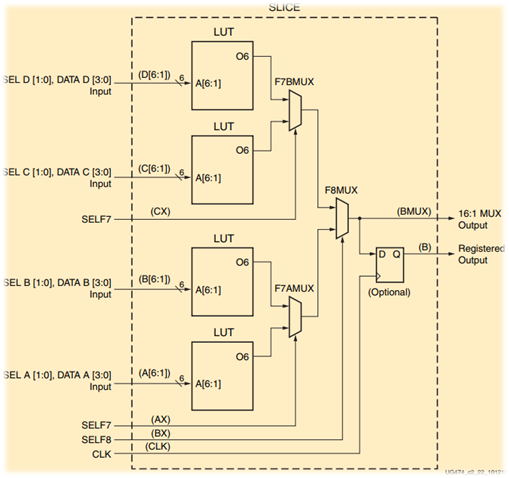 SLICE
LUT
SEL D [1:0], DATA D [3:0]
Input
(D[6:1])
6
A[6:1]
O6
F7BMUX
LUT
SEL C [1:0], DATA C [3:0]
Input
(C[6:1])
6
A[6:1]
O6
F8MUX
SELF7
(CX)
(BMUX)
16:1 MUX
Output
LUT
SEL B [1:0], DATA B [3:0]
Input
(B[6:1])
6
A[6:1]
O6
F7AMUX
D Q
(B)
Registered
Output
(Optional)
LUT
SEL A [1:0], DATA A [3:0]
Input
(A[6:1])
6
A[6:1]
O6
SELF7
(AX)
SELF8
(BX)
CLK
(CLK)